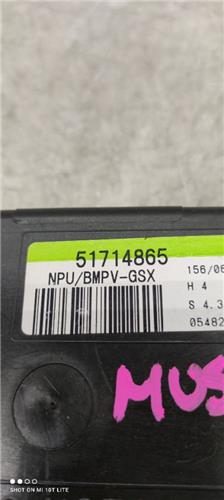 51714865
NPU/BMPV-GSX
156/06
H 4
S 4.3
05482
MUS
SHOT ON MI 10T LITE